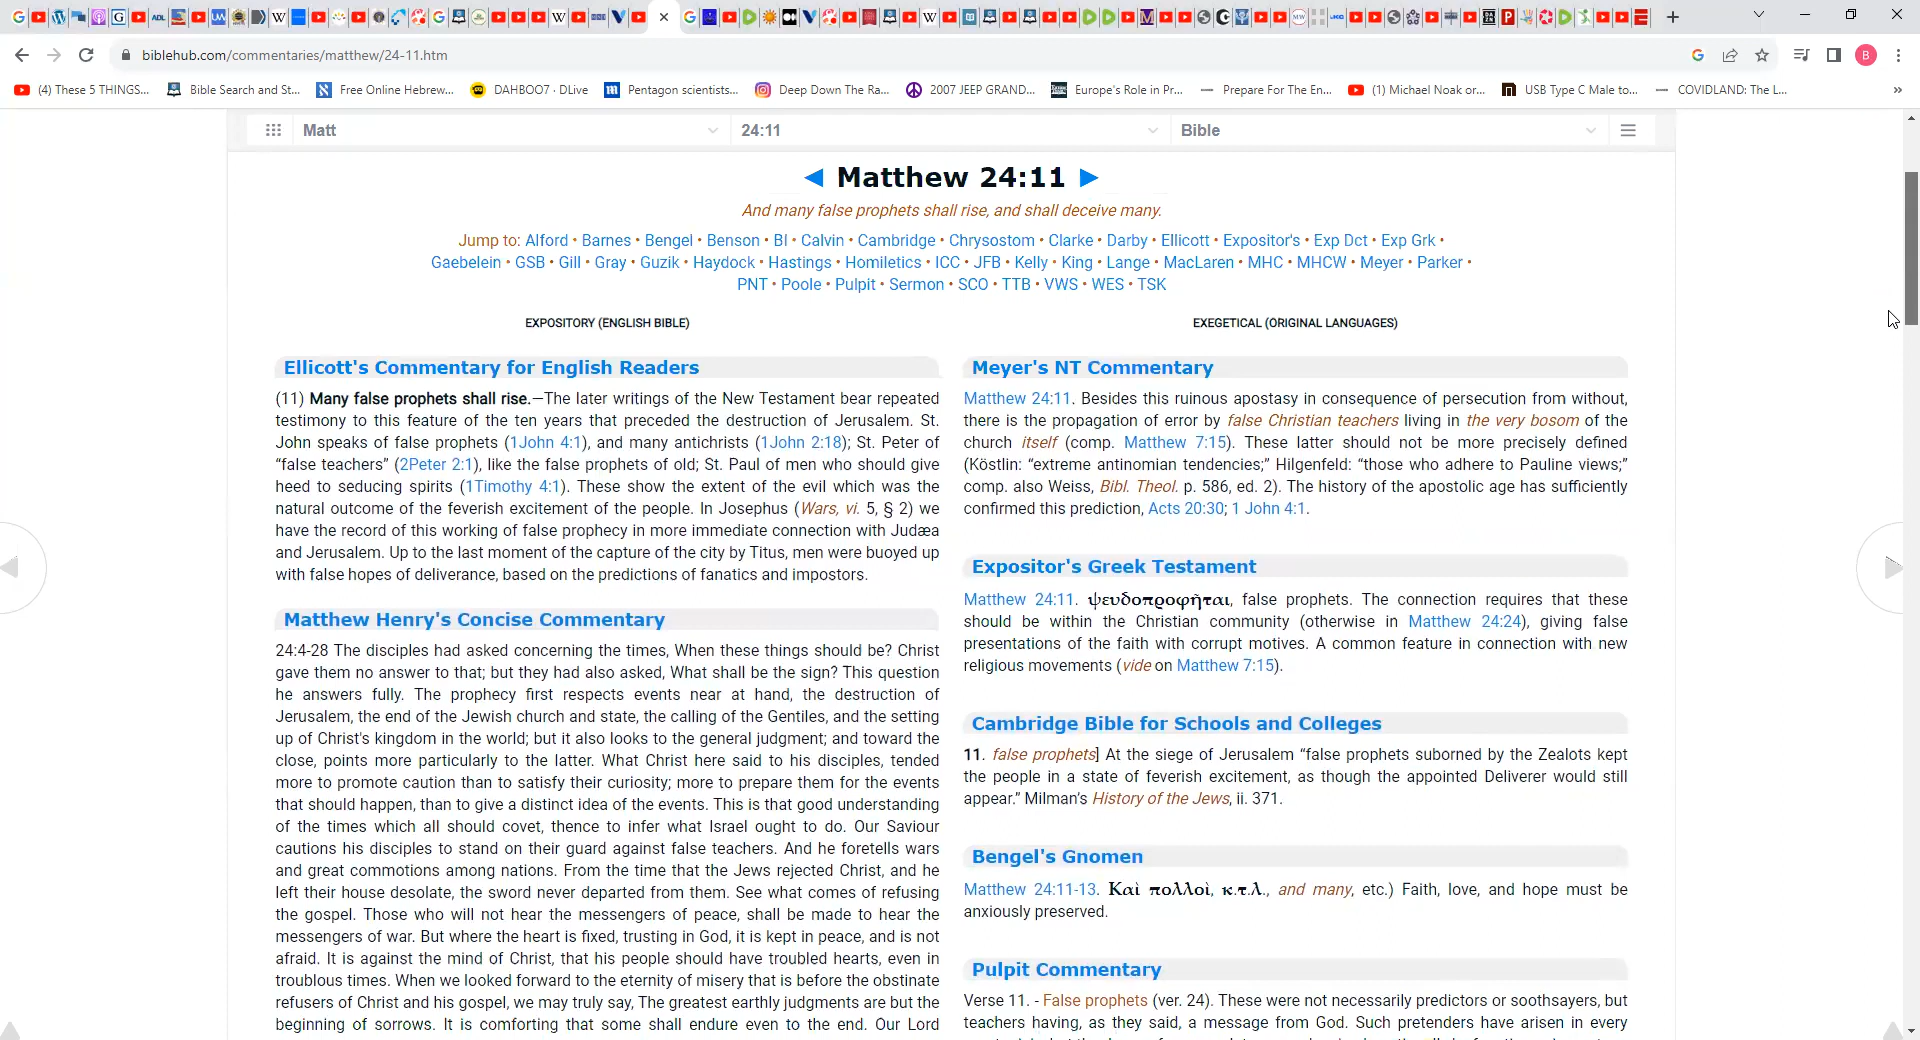 biblehub.com/commentaries/matthew/24-11.htm
B
(4) These 5 THINGS...
Bible Search and St...
Free Online Hebrew...
DAHBOO7 · DLive
Pentagon scientists...
Deep Down The Ra...
2007 JEEP GRAND...
Europe's Role in Pr...
Prepare For The En...
(1) Michael Noak or...
USB Type C Male to...
COVIDLAND: The L...
»
Matt
24:11
Bible
◄ Matthew 24:11 ►
And many false prophets shall rise, and shall deceive many.
Jump to: Alford • Barnes • Bengel • Benson • BI • Calvin • Cambridge • Chrysostom • Clarke • Darby • Ellicott • Expositor's • Exp Dct • Exp Grk •
Gaebelein • GSB • Gill • Gray • Guzik • Haydock • Hastings • Homiletics • ICC • JFB • Kelly • King • Lange • MacLaren • MHC • MHCW • Meyer • Parker •
PNT • Poole • Pulpit • Sermon • SCO • TTB • VWS • WES • TSK
EXPOSITORY (ENGLISH BIBLE)
Ellicott's Commentary for English Readers
(11) Many false prophets shall rise.—The later writings of the New Testament bear repeated
testimony to this feature of the ten years that preceded the destruction of Jerusalem. St.
John speaks of false prophets (1John 4:1), and many antichrists (1John 2:18); St. Peter of
“false teachers” (2Peter 2:1), like the false prophets of old; St. Paul of men who should give
heed to seducing spirits (1Timothy 4:1). These show the extent of the evil which was the
natural outcome of the feverish excitement of the people. In Josephus (Wars, vi. 5, § 2) we
have the record of this working of false prophecy in more immediate connection with Judæa
and Jerusalem. Up to the last moment of the capture of the city by Titus, men were buoyed up
with false hopes of deliverance, based on the predictions of fanatics and impostors.
Matthew Henry's Concise Commentary
24:4-28 The disciples had asked concerning the times, When these things should be? Christ
gave them no answer to that; but they had also asked, What shall be the sign? This question
he answers fully. The prophecy first respects events near at hand, the destruction of
Jerusalem, the end of the Jewish church and state, the calling of the Gentiles, and the setting
up of Christ's kingdom in the world; but it also looks to the general judgment; and toward the
close, points more particularly to the latter. What Christ here said to his disciples, tended
more to promote caution than to satisfy their curiosity; more to prepare them for the events
that should happen, than to give a distinct idea of the events. This is that good understanding
of the times which all should covet, thence to infer what Israel ought to do. Our Saviour
cautions his disciples to stand on their guard against false teachers. And he foretells wars
and great commotions among nations. From the time that the Jews rejected Christ, and he
left their house desolate, the sword never departed from them. See what comes of refusing
the gospel. Those who will not hear the messengers of peace, shall be made to hear the
messengers of war. But where the heart is fixed, trusting in God, it is kept in peace, and is not
afraid. It is against the mind of Christ, that his people should have troubled hearts, even in
troublous times. When we looked forward to the eternity of misery that is before the obstinate
refusers of Christ and his gospel, we may truly say, The greatest earthly judgments are but the
beginning of sorrows. It is comforting that some shall endure even to the end. Our Lord
EXEGETICAL (ORIGINAL LANGUAGES)
Meyer's NT Commentary
Matthew 24:11. Besides this ruinous apostasy in consequence of persecution from without,
there is the propagation of error by false Christian teachers living in the very bosom of the
church itself (comp. Matthew 7:15). These latter should not be more precisely defined
(Köstlin: “extreme antinomian tendencies;” Hilgenfeld: “those who adhere to Pauline views;”
comp. also Weiss, Bibl. Theol. p. 586, ed. 2). The history of the apostolic age has sufficiently
confirmed this prediction, Acts 20:30; 1 John 4:1.
Expositor's Greek Testament
Matthew 24:11. ψευδοπροφῆται, false prophets. The connection requires that these
should be within the Christian community (otherwise in Matthew 24:24), giving false
presentations of the faith with corrupt motives. A common feature in connection with new
religious movements (vide on Matthew 7:15).
Cambridge Bible for Schools and Colleges
11. false prophets] At the siege of Jerusalem “false prophets suborned by the Zealots kept
the people in a state of feverish excitement, as though the appointed Deliverer would still
appear.” Milman’s History of the Jews, ii. 371.
Bengel's Gnomen
Matthew 24:11-13. Καὶ πολλοὶ, κ.τ.λ., and many, etc.) Faith, love, and hope must be
anxiously preserved.
Pulpit Commentary
Verse 11. - False prophets (ver. 24). These were not necessarily predictors or soothsayers, but
teachers having, as they said, a message from God. Such pretenders have arisen in every